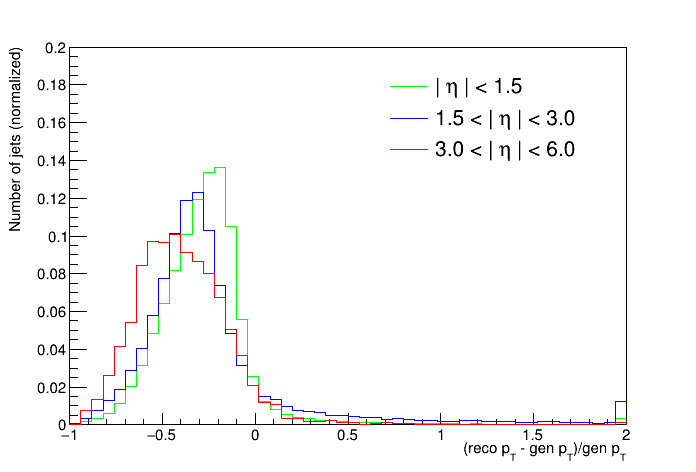 Number of jets (normalized)
0.2
0.18
0.16
0.14
0.12
0.1
0.08
0.06
0.04
0.02
0
| η | < 1.5
1.5 < | η | < 3.0
3.0 < | η | < 6.0
−1 −0.5 0 0.5 1 1.5 2
(reco p_T - gen p_T)/gen p_T